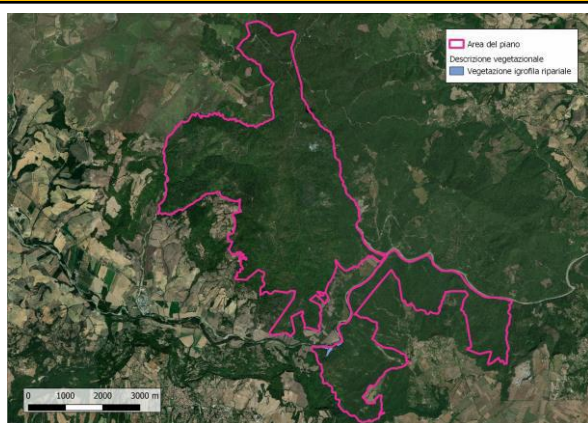 Area del piano
Descrizione vegetazionale
Vegetazione igrofila ripariale
0 1000 2000 3000 m